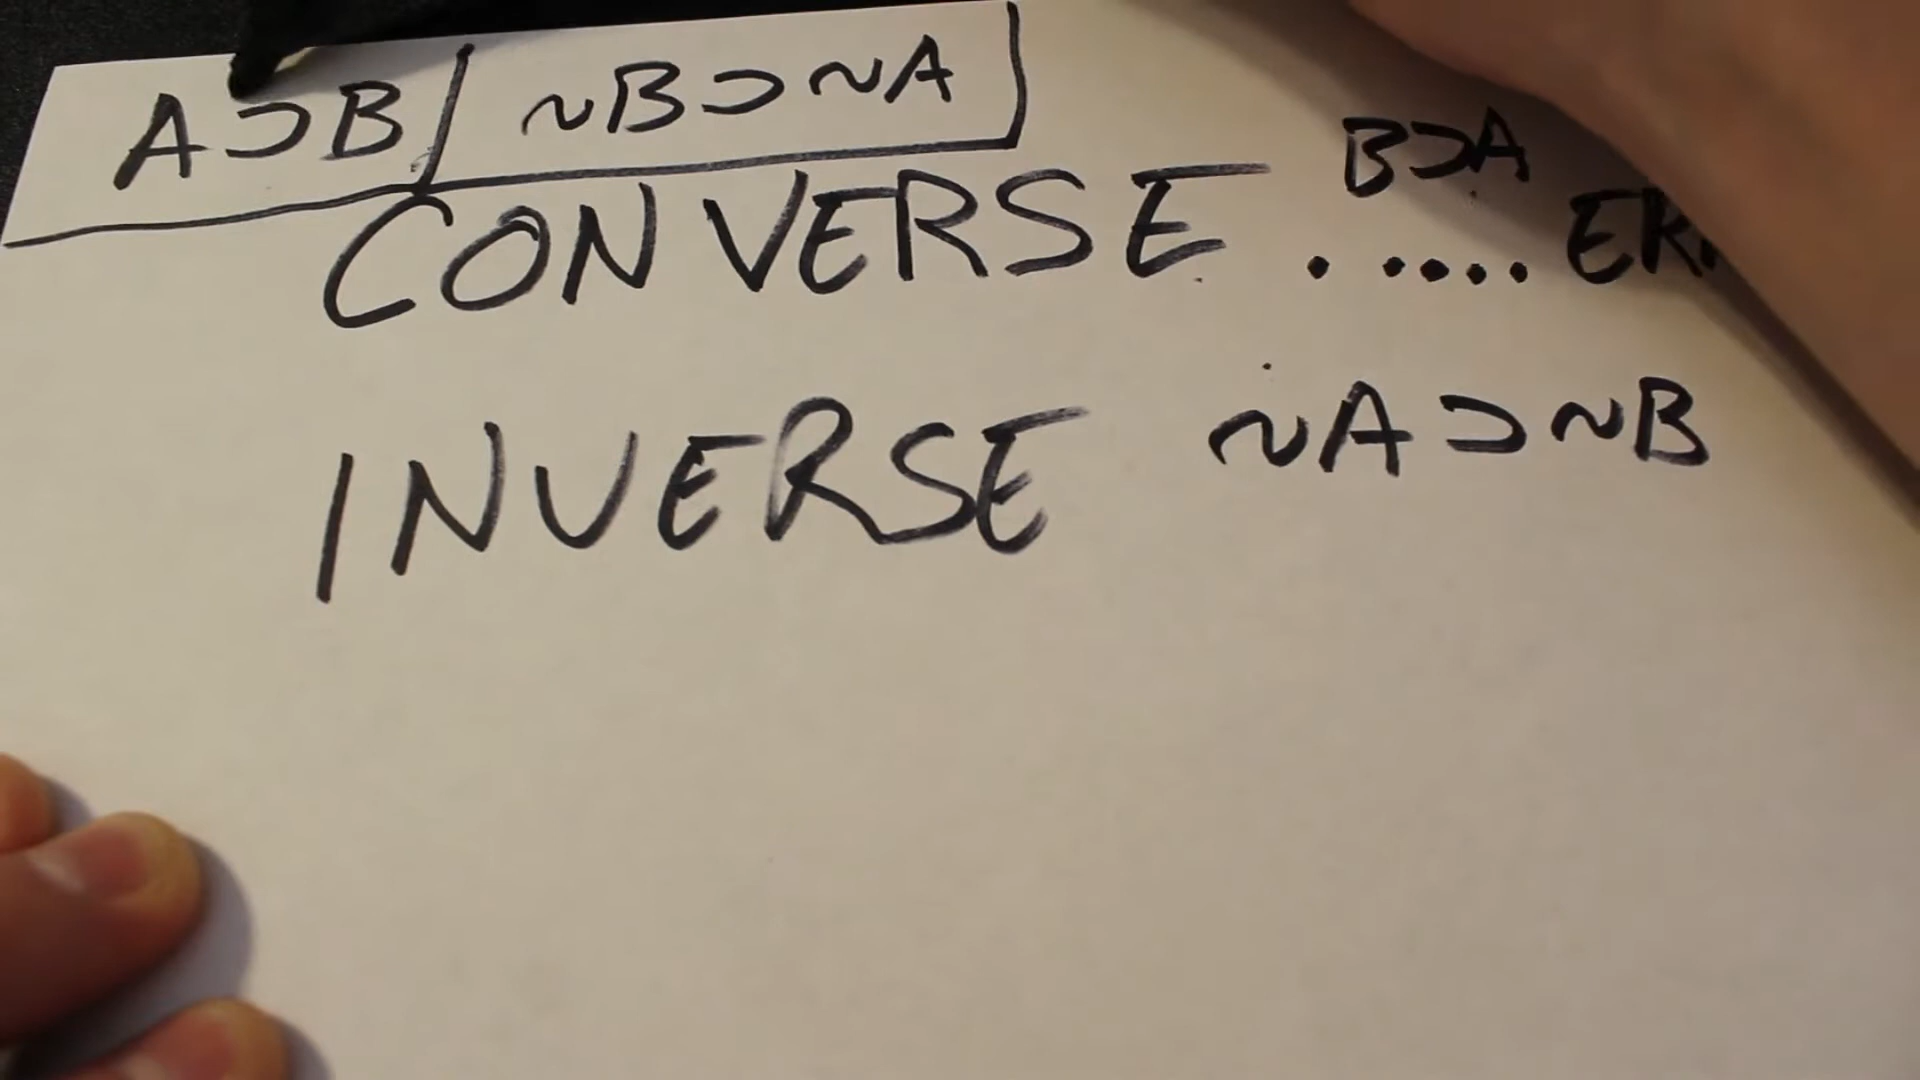 A⊃B ~B⊃~A
CONVERSE ..... B⊃A
INVERSE ~A⊃~B